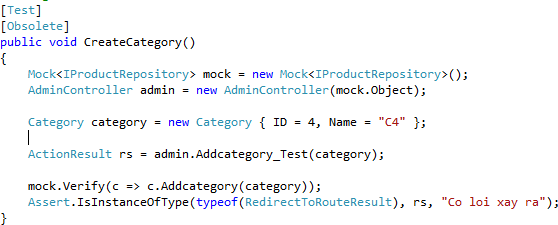 [Test]
[Obsolete]
public void CreateCategory()
{
    Mock<IProductRepository> mock = new Mock<IProductRepository>();
    AdminController admin = new AdminController(mock.Object);

    Category category = new Category { ID = 4, Name = "C4" };

    ActionResult rs = admin.Addcategory_Test(category);

    mock.Verify(c => c.Addcategory(category));
    Assert.IsInstanceOfType(typeof(RedirectToRouteResult), rs, "Co loi xay ra");
}